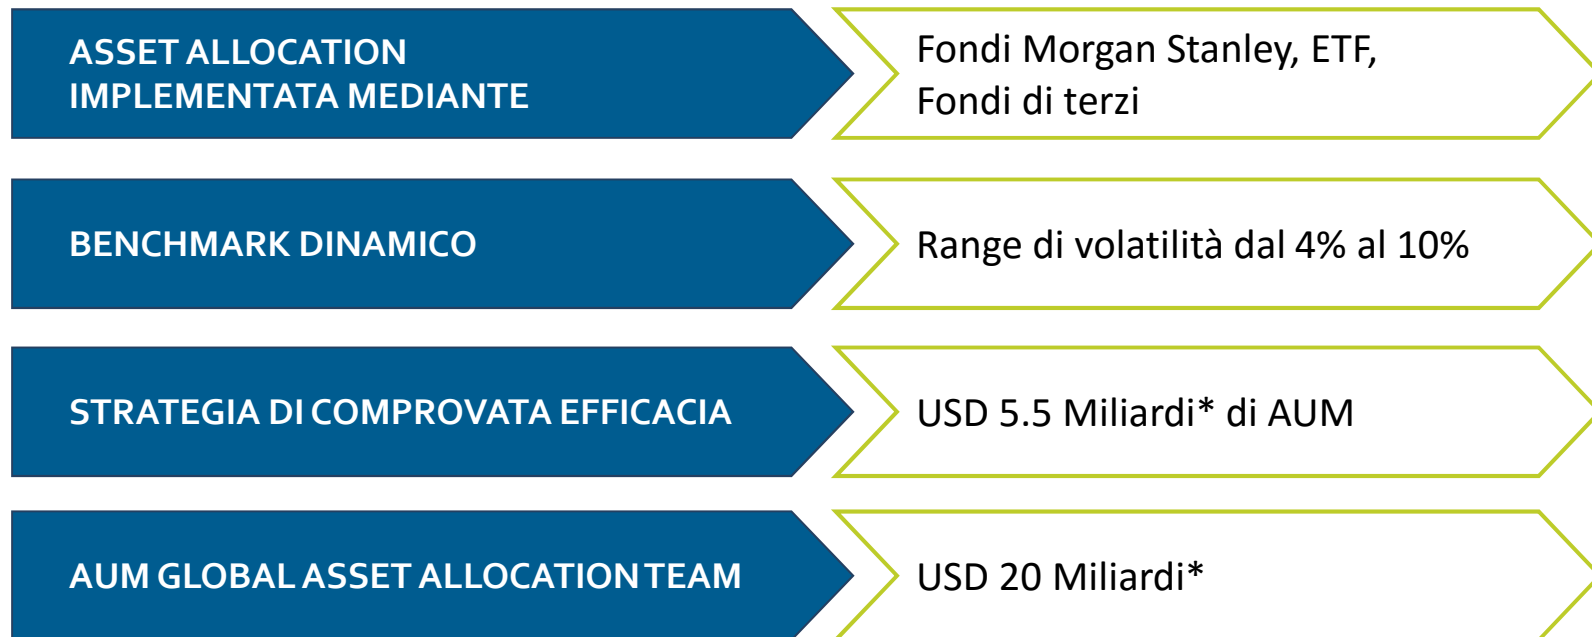 ASSET ALLOCATION
IMPLEMENTATA MEDIANTE
Fondi Morgan Stanley, ETF,
Fondi di terzi
BENCHMARK DINAMICO
Range di volatilità dal 4% al 10%
STRATEGIA DI COMPROVATA EFFICACIA
USD 5.5 Miliardi* di AUM
AUM GLOBAL ASSET ALLOCATION TEAM
USD 20 Miliardi*